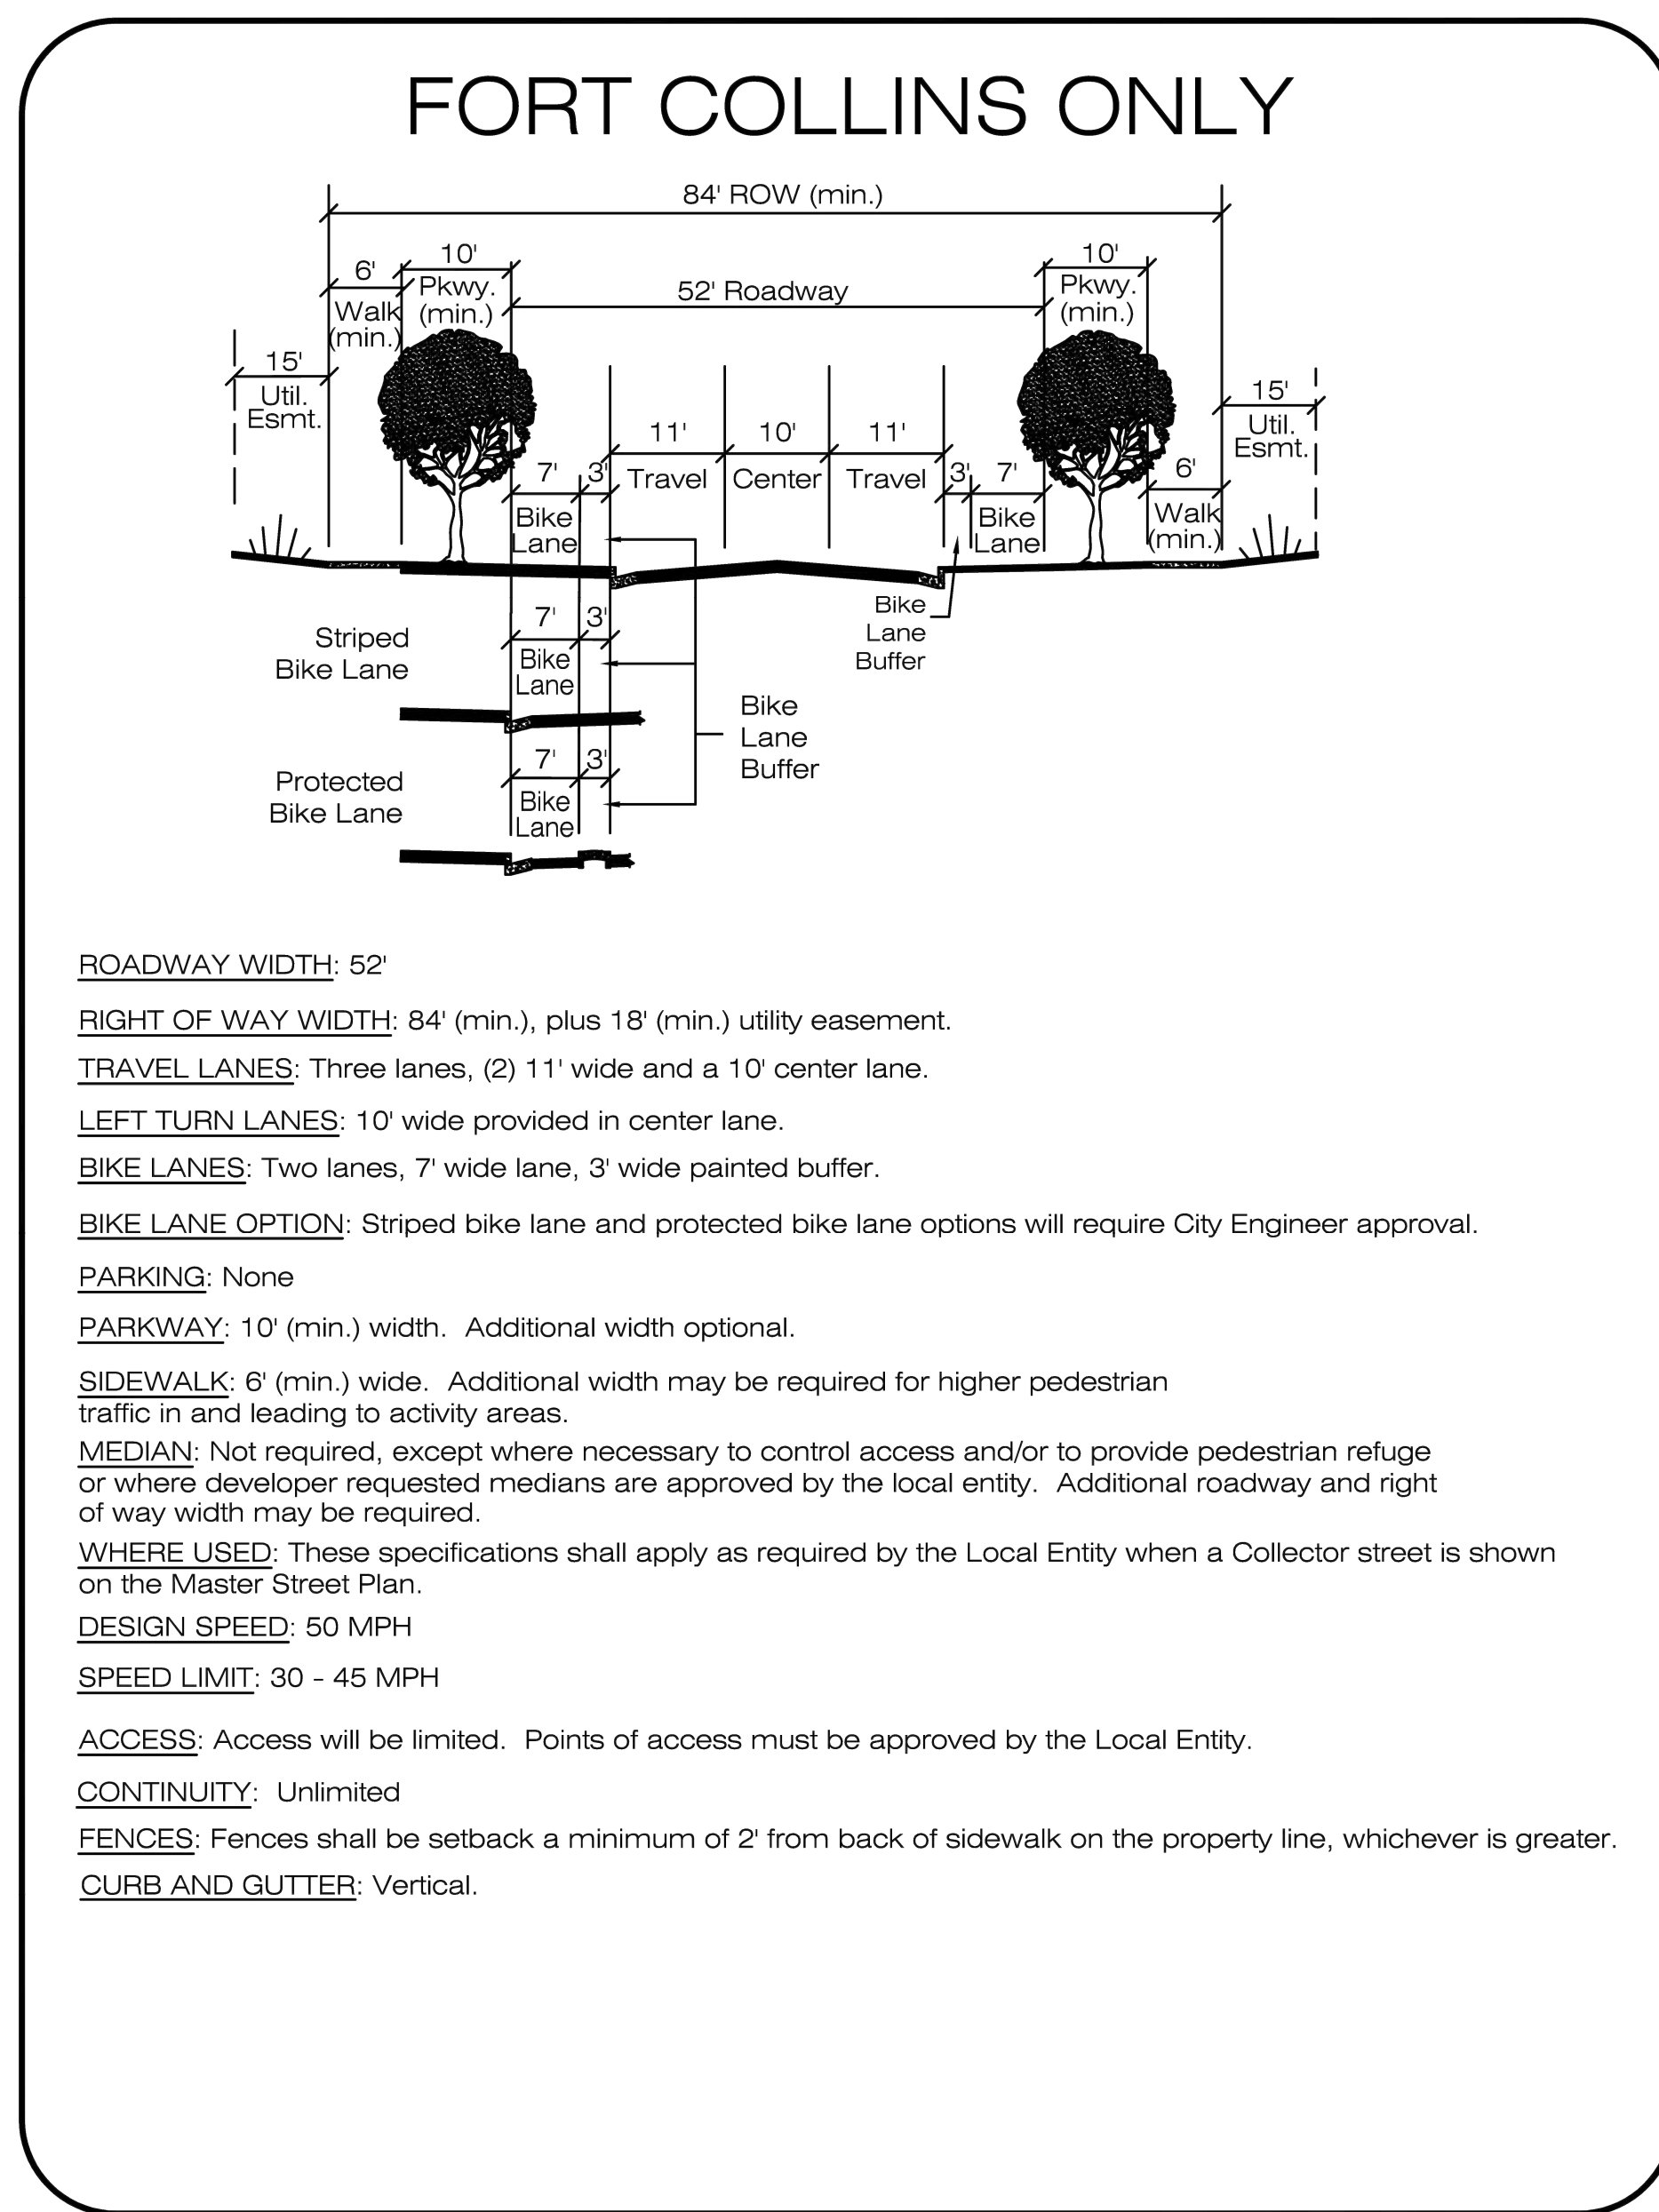 FORT COLLINS ONLY
84' ROW (min.)
10'
10'
6'
Pkwy.
(min.)
52' Roadway
Pkwy.
(min.)
Walk
(min.)
15'
Util.
Esmt.
15'
Util.
Esmt.
11'
10'
11'
7'
3'
Travel
Center
Travel
3'
7'
6'
Bike
Lane
Bike
Lane
Walk
(min.)
Bike
Lane
Buffer
Striped
Bike Lane
7'
3'
Bike
Lane
Bike
Lane
Buffer
Protected
Bike Lane
7'
3'
Bike
Lane
ROADWAY WIDTH: 52'
RIGHT OF WAY WIDTH: 84' (min.), plus 18' (min.) utility easement.
TRAVEL LANES: Three lanes, (2) 11' wide and a 10' center lane.
LEFT TURN LANES: 10' wide provided in center lane.
BIKE LANES: Two lanes, 7' wide lane, 3' wide painted buffer.
BIKE LANE OPTION: Striped bike lane and protected bike lane options will require City Engineer approval.
PARKING: None
PARKWAY: 10' (min.) width. Additional width optional.
SIDEWALK: 6' (min.) wide. Additional width may be required for higher pedestrian
traffic in and leading to activity areas.
MEDIAN: Not required, except where necessary to control access and/or to provide pedestrian refuge
or where developer requested medians are approved by the local entity. Additional roadway and right
of way width may be required.
WHERE USED: These specifications shall apply as required by the Local Entity when a Collector street is shown
on the Master Street Plan.
DESIGN SPEED: 50 MPH
SPEED LIMIT: 30 - 45 MPH
ACCESS: Access will be limited. Points of access must be approved by the Local Entity.
CONTINUITY: Unlimited
FENCES: Fences shall be setback a minimum of 2' from back of sidewalk on the property line, whichever is greater.
CURB AND GUTTER: Vertical.